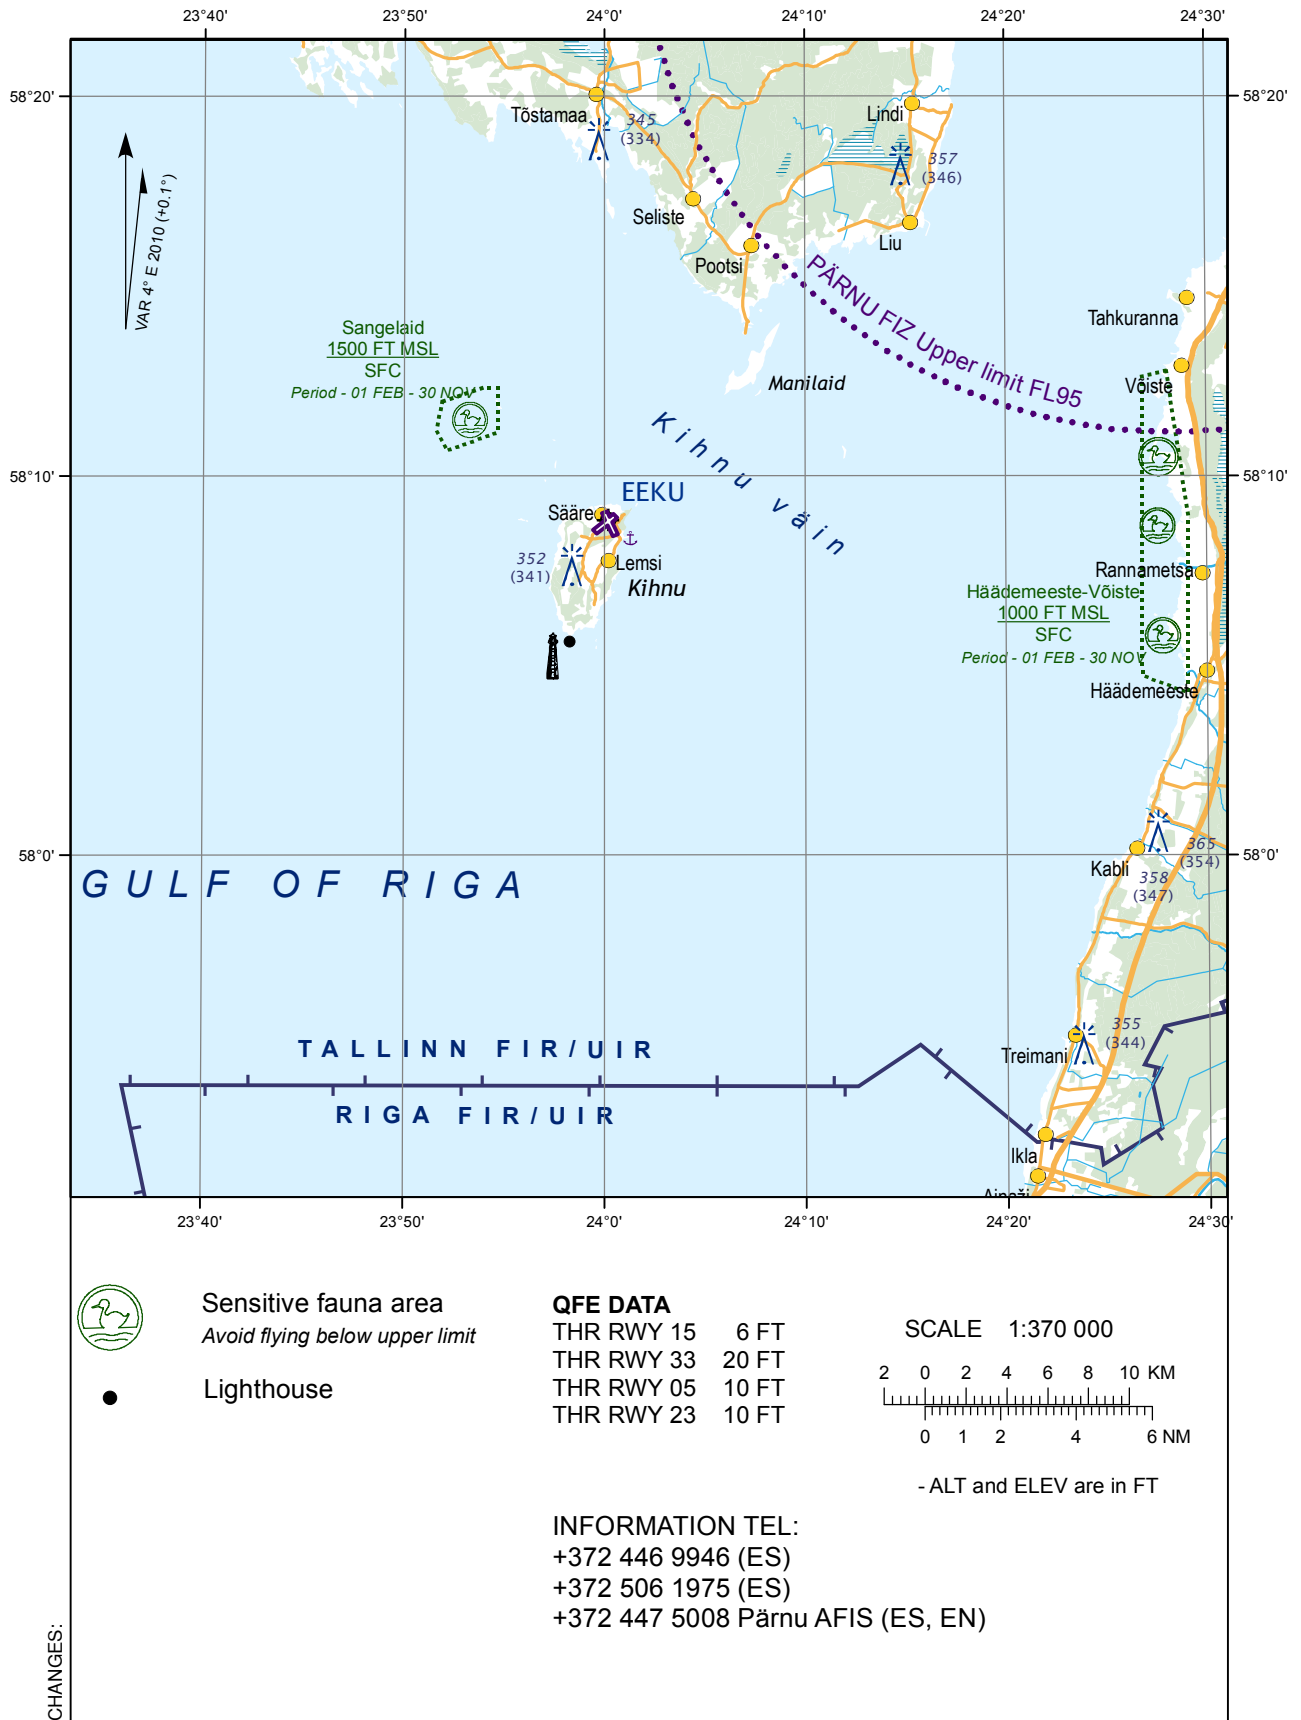 23°40'
23°50'
24°0'
24°10'
24°20'
24°30'
58°20'
58°20'
Tõstamaa
345
(334)
Lindi
357
(346)
VAR 4° E 2010 (+0.1°)
Seliste
Liu
Pootsi
PÄRNU FIZ Upper limit FL95
Tahkuranna
Sangelaid
1500 FT MSL
SFC
Period - 01 FEB - 30 NOV
Manilaid
Võiste
Kihnu väin
58°10'
58°10'
EEKU
Sääre
352
(341)
Lemsi
Kihnu
Rannametsa
Häädemeeste-Võiste
1000 FT MSL
SFC
Period - 01 FEB - 30 NOV
Häädemeeste
58°0'
58°0'
365
(354)
Kabli
358
(347)
GULF OF RIGA
355
(344)
TALLINN FIR/UIR
Treimani
RIGA FIR/UIR
Ikla
Ainaži
23°40'
23°50'
24°0'
24°10'
24°20'
24°30'
Sensitive fauna area
Avoid flying below upper limit
Lighthouse
QFE DATA
THR RWY 15 6 FT
THR RWY 33 20 FT
THR RWY 05 10 FT
THR RWY 23 10 FT
SCALE 1:370 000
2 0 2 4 6 8 10 KM
0 1 2 4 6 NM
- ALT and ELEV are in FT
INFORMATION TEL:
+372 446 9946 (ES)
+372 506 1975 (ES)
+372 447 5008 Pärnu AFIS (ES, EN)
CHANGES: